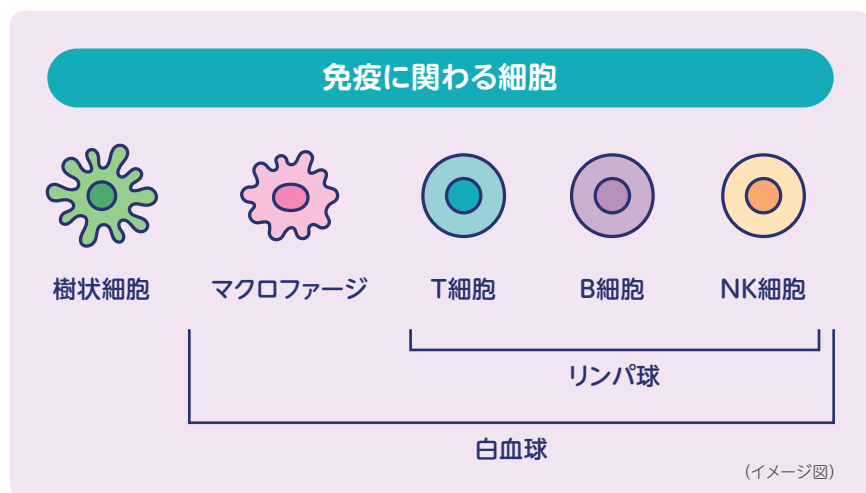 免疫に関わる細胞
樹状細胞
マクロファージ
T細胞
B細胞
NK細胞
リンパ球
白血球
(イメージ図)